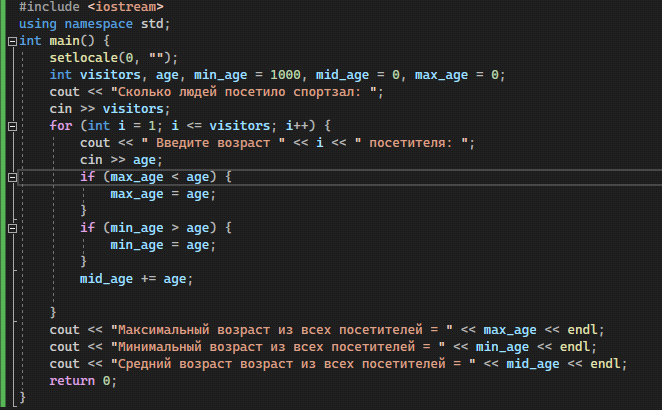 #include <iostream>
using namespace std;
int main() {
    setlocale(0, "");
    int visitors, age, min_age = 1000, mid_age = 0, max_age = 0;
    cout << "Сколько людей посетило спортзал: ";
    cin >> visitors;
    for (int i = 1; i <= visitors; i++) {
        cout << " Введите возраст " << i << " посетителя: ";
        cin >> age;
        if (max_age < age) {
            max_age = age;
        }
        if (min_age > age) {
            min_age = age;
        }
        mid_age += age;
    }
    cout << "Максимальный возраст из всех посетителей = " << max_age << endl;
    cout << "Минимальный возраст из всех посетителей = " << min_age << endl;
    cout << "Средний возраст возраст из всех посетителей = " << mid_age << endl;
    return 0;
}